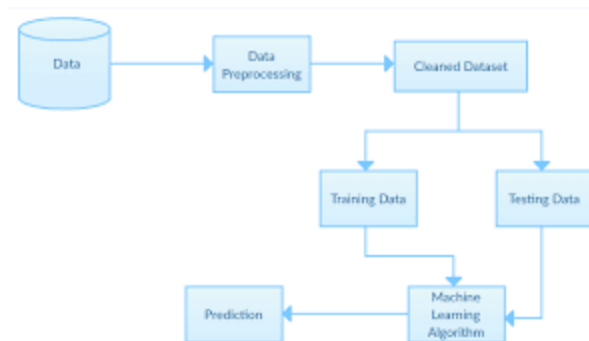 Data
Data
Preprocessing
Cleaned Dataset
Training Data
Testing Data
Prediction
Machine
Learning
Algorithm